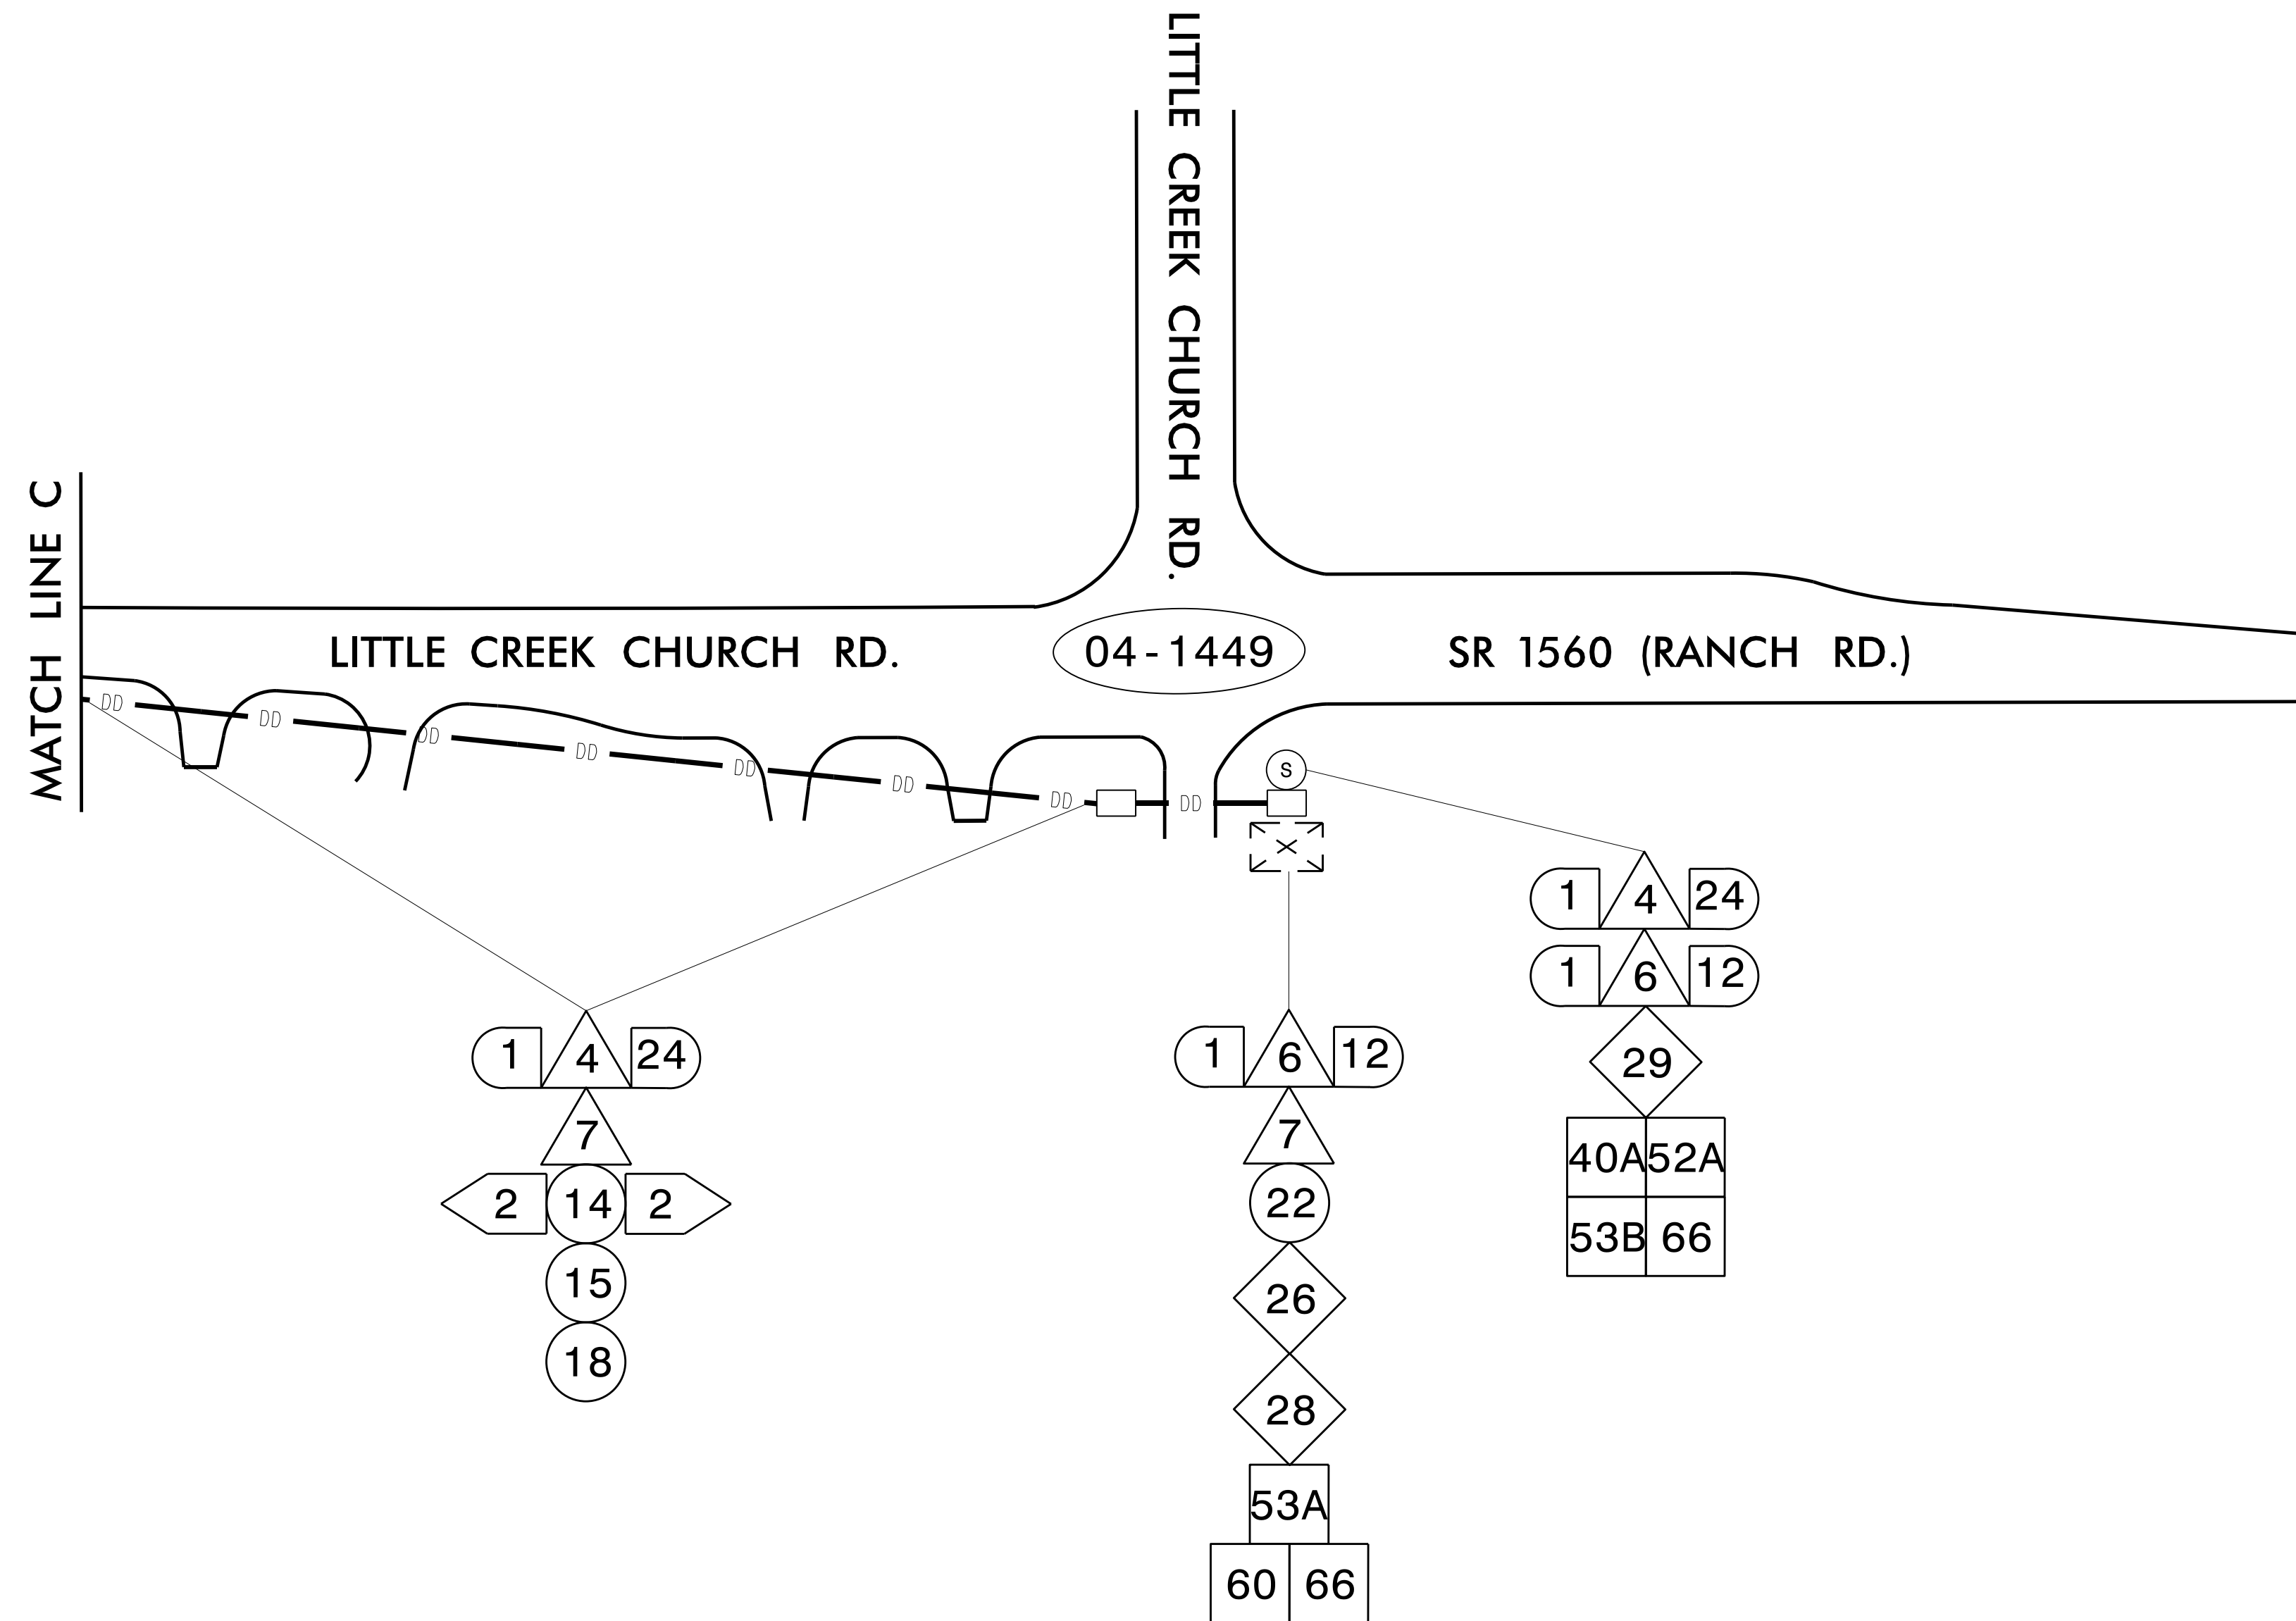 LITTLE CREEK CHURCH RD.
MATCH LINE C
LITTLE CREEK CHURCH RD.
04-1449
SR 1560 (RANCH RD.)
DD
DD
DD
DD
DD
DD
DD
DD
S
1 4 24
1 6 12
29
40A 52A
53B 66
1 4 24
7
2 14 2
15
18
1 6 12
7
22
26
28
53A
60 66